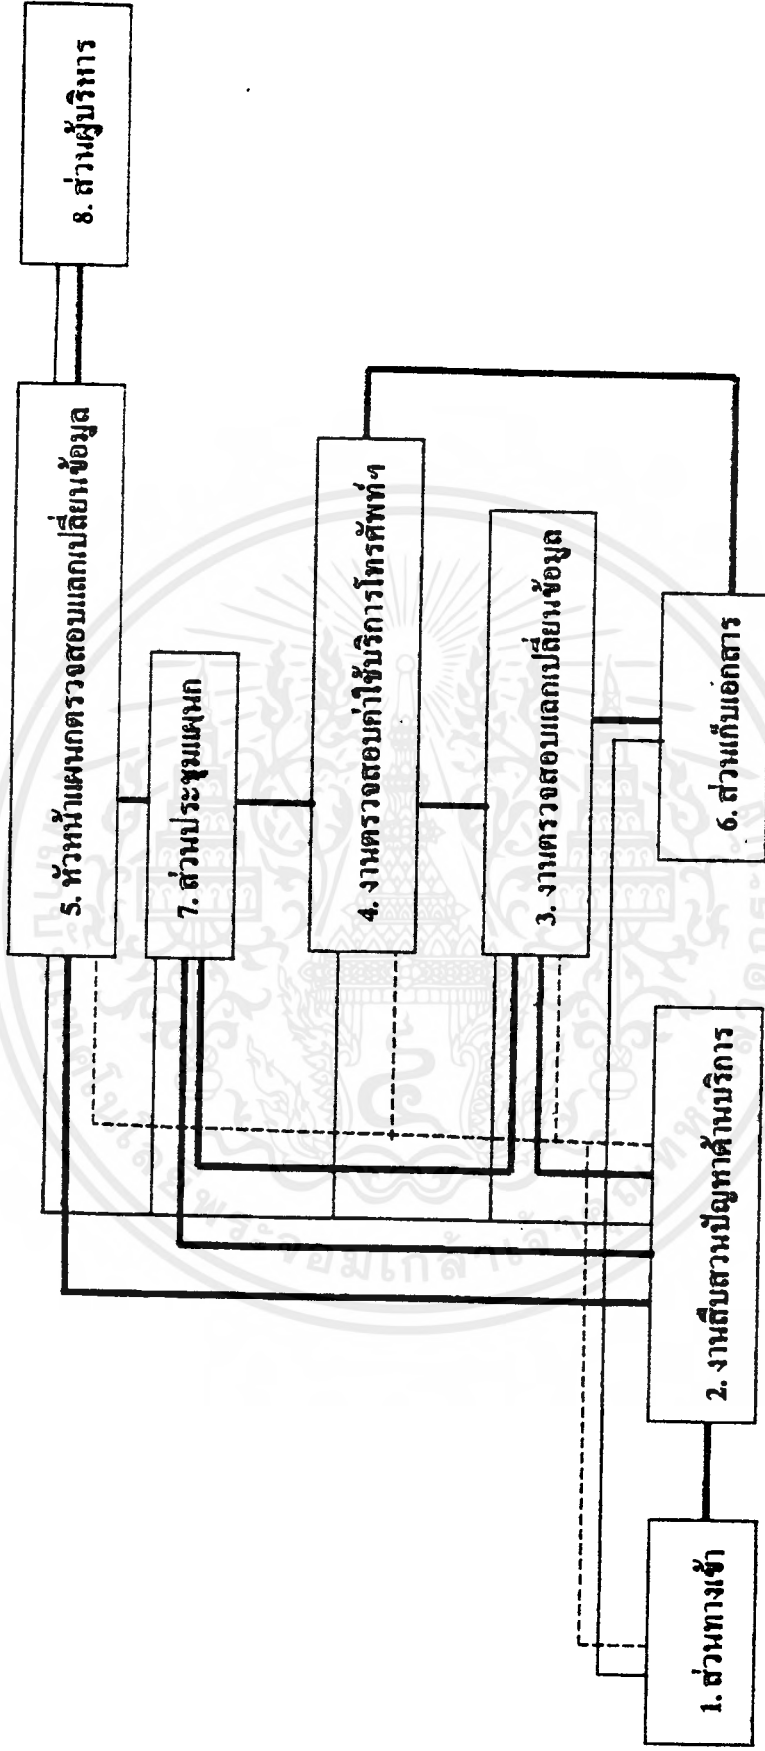 1. ส่วนทางเข้า
2. งานสืบสวนปัญหาด้านบริการ
3. งานตรวจสอบแลกเปลี่ยนข้อมูล
4. งานตรวจสอบค่าใช้บริการโทรศัพท์ฯ
5. หัวหน้าแผนกตรวจสอบแลกเปลี่ยนข้อมูล
6. ส่วนเก็บเอกสาร
7. ส่วนประชุมแผนก
8. ส่วนผู้บริหาร